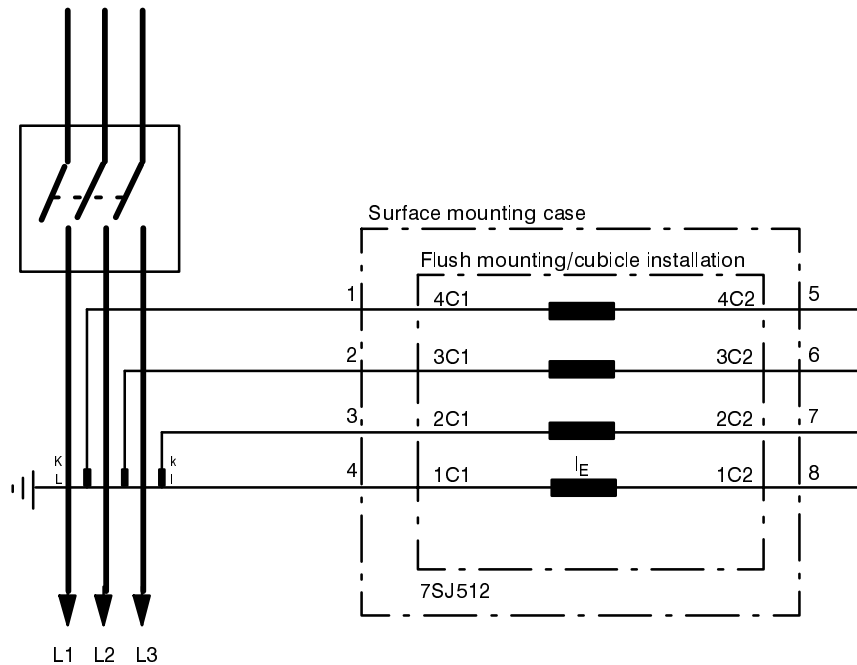 Surface mounting case
Flush mounting/cubicle installation
1 4C1 4C2 5
2 3C1 3C2 6
3 2C1 2C2 7
K k
L l
4 1C1 IE 1C2 8
7SJ512
L1 L2 L3